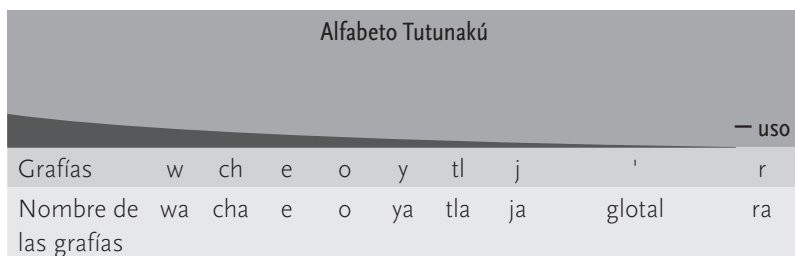 Alfabeto Tutunakú
– uso
Grafías w ch e o y tl j ' r
Nombre de wa cha e o ya tla ja glotal ra
las grafías